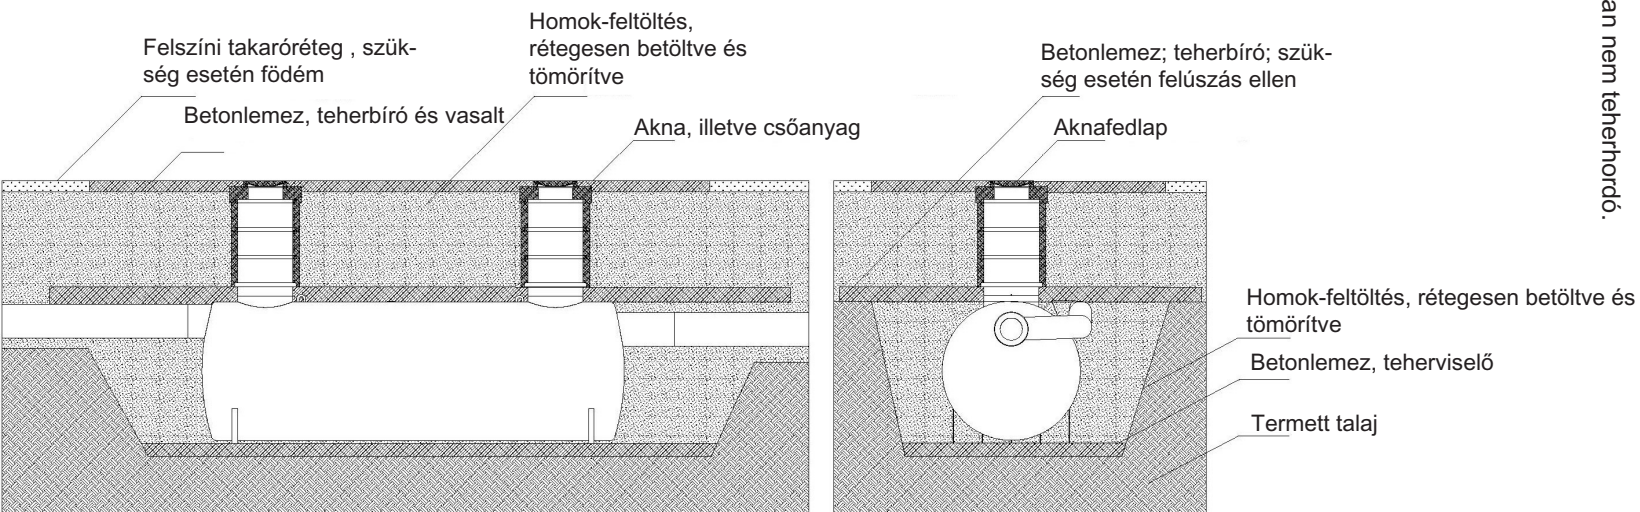 Felszíni takaróréteg , szük-
ség esetén födém
Homok-feltöltés,
rétegesen betöltve és
tömörítve
Betonlemez, teherbíró és vasalt
Akna, illetve csőanyag
Betonlemez; teherbíró; szük-
ség esetén felúszás ellen
Aknafedlap
Homok-feltöltés, rétegesen betöltve és
tömörítve
Betonlemez, teherviselő
Termett talaj
an nem teherhordó.